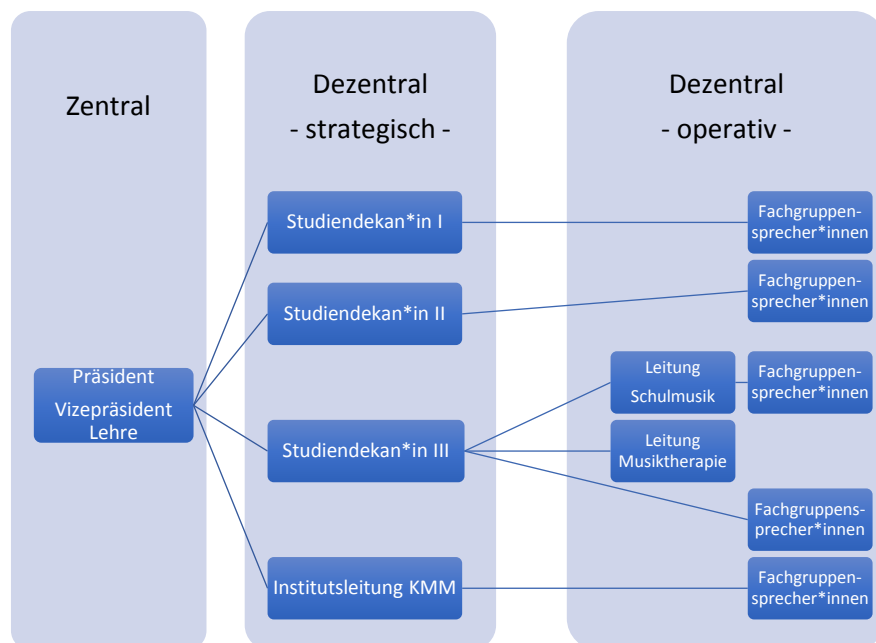 Zentral
Dezentral
- strategisch -
Dezentral
- operativ -
Präsident
Vizepräsident
Lehre
Studiendekan*in I
Studiendekan*in II
Studiendekan*in III
Institutsleitung KMM
Leitung
Schulmusik
Leitung
Musiktherapie
Fachgruppen-
sprecher*innen
Fachgruppen-
sprecher*innen
Fachgruppen-
sprecher*innen
Fachgruppens-
precher*innen
Fachgruppen-
sprecher*innen